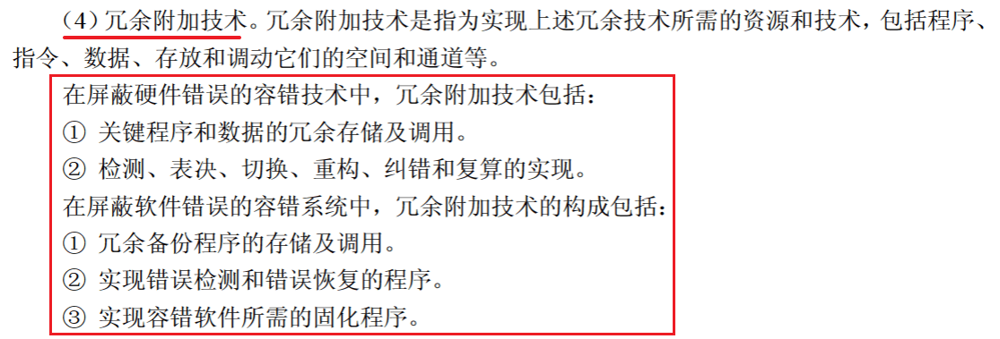 （4）冗余附加技术。冗余附加技术是指为实现上述冗余技术所需的资源和技术，包括程序、
指令、数据、存放和调动它们的空间和通道等。
在屏蔽硬件错误的容错技术中，冗余附加技术包括：
① 关键程序和数据的冗余存储及调用。
② 检测、表决、切换、重构、纠错和复算的实现。
在屏蔽软件错误的容错系统中，冗余附加技术的构成包括：
① 冗余备份程序的存储及调用。
② 实现错误检测和错误恢复的程序。
③ 实现容错软件所需的固化程序。